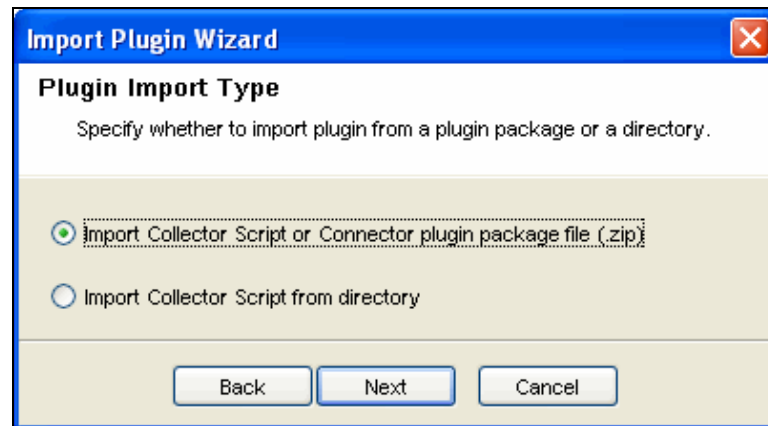 Import Plugin Wizard
Plugin Import Type
Specify whether to import plugin from a plugin package or a directory.
Import Collector Script or Connector plugin package file (.zip)
Import Collector Script from directory
Back Next Cancel